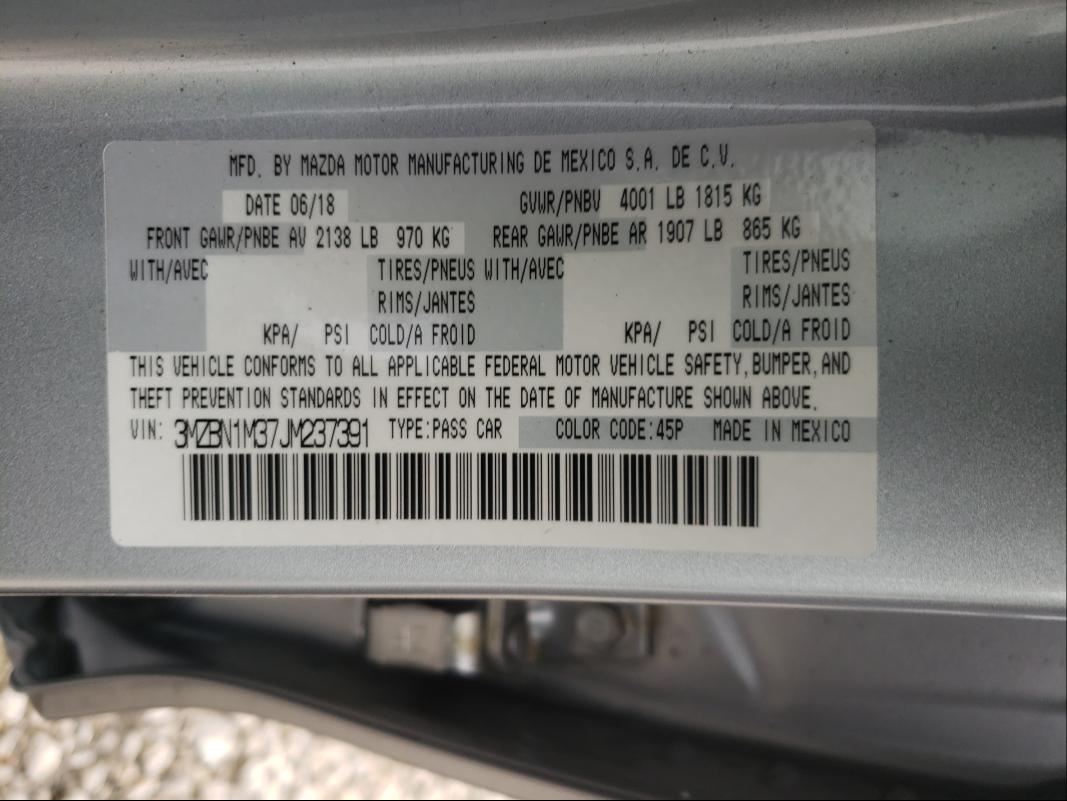 MFD. BY MAZDA MOTOR MANUFACTURING DE MEXICO S.A. DE C.V.
DATE 06/18 GVWR/PNBV 4001 LB 1815 KG
FRONT GAWR/PNBE AV 2138 LB 970 KG REAR GAWR/PNBE AR 1907 LB 865 KG
WITH/AVEC TIRES/PNEUS WITH/AVEC TIRES/PNEUS
RIMS/JANTES RIMS/JANTES
KPA/ PSI COLD/A FROID KPA/ PSI COLD/A FROID
THIS VEHICLE CONFORMS TO ALL APPLICABLE FEDERAL MOTOR VEHICLE SAFETY, BUMPER, AND
THEFT PREVENTION STANDARDS IN EFFECT ON THE DATE OF MANUFACTURE SHOWN ABOVE.
VIN: 3MZBN1M37JM237391 TYPE:PASS CAR COLOR CODE:45P MADE IN MEXICO